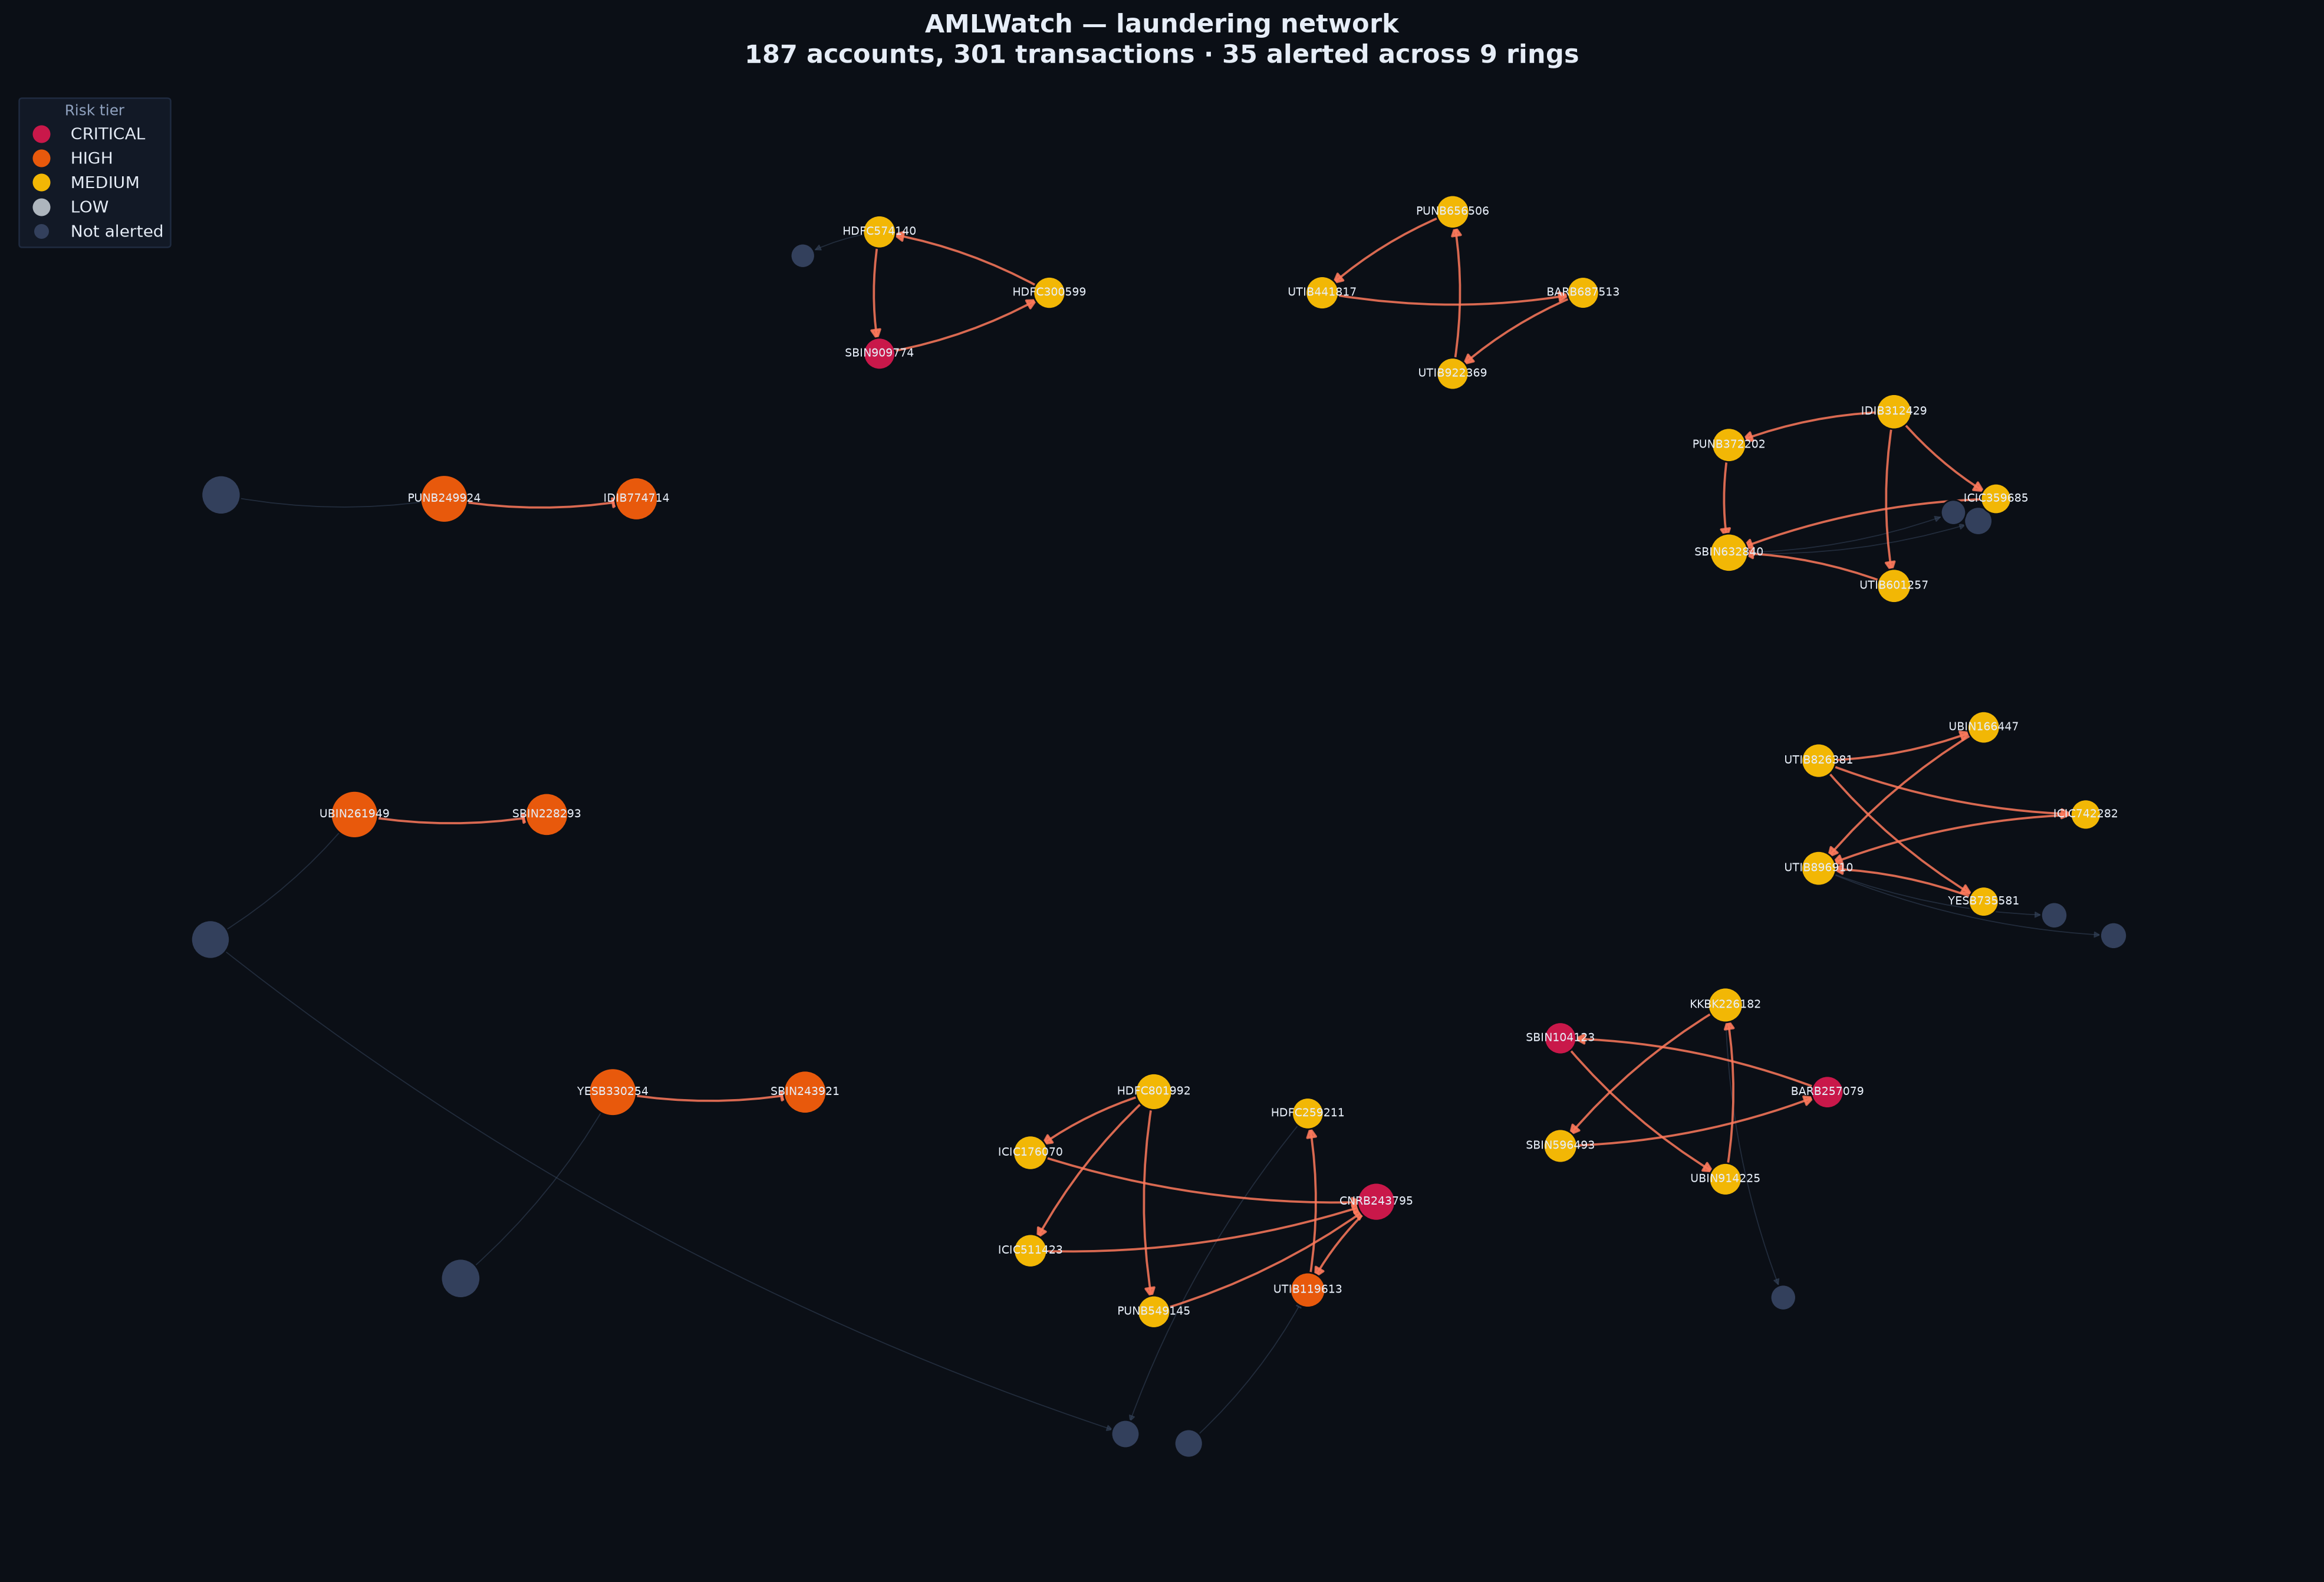 AMLWatch — laundering network
187 accounts, 301 transactions · 35 alerted across 9 rings
Risk tier
CRITICAL
HIGH
MEDIUM
LOW
Not alerted
PUNB656506
HDFC574140
HDFC300599
UTIB441817
BARB687513
SBIN909774
UTIB922369
IDIB312429
PUNB372202
PUNB249924
IDIB774714
ICIC359685
SBIN632840
UTIB601257
UBIN166447
UTIB826381
UBIN261949
SBIN228293
ICIC742282
UTIB896910
YESB735581
KKBK226182
SBIN104123
YESB330254
SBIN243921
HDFC801992
BARB257079
HDFC259211
SBIN596493
ICIC176070
UBIN914225
CNRB243795
ICIC511423
UTIB119613
PUNB549145